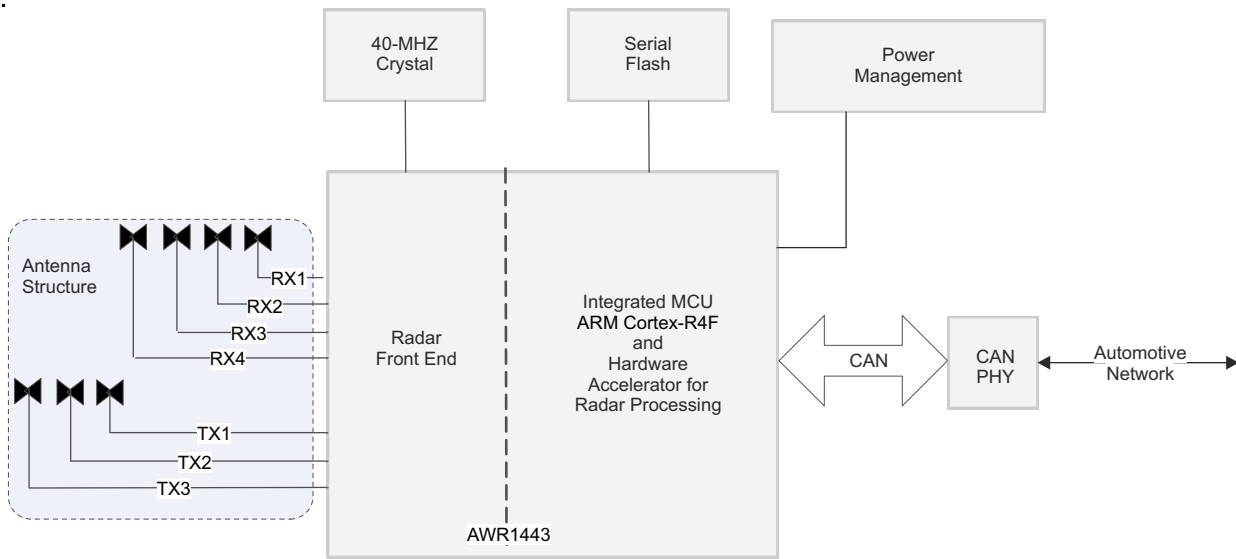 40-MHZ
Crystal
Serial
Flash
Power
Management
Antenna
Structure
RX1
RX2
RX3
RX4
TX1
TX2
TX3
Radar
Front End
Integrated MCU
ARM Cortex-R4F
and
Hardware
Accelerator for
Radar Processing
CAN
CAN
PHY
Automotive
Network
AWR1443